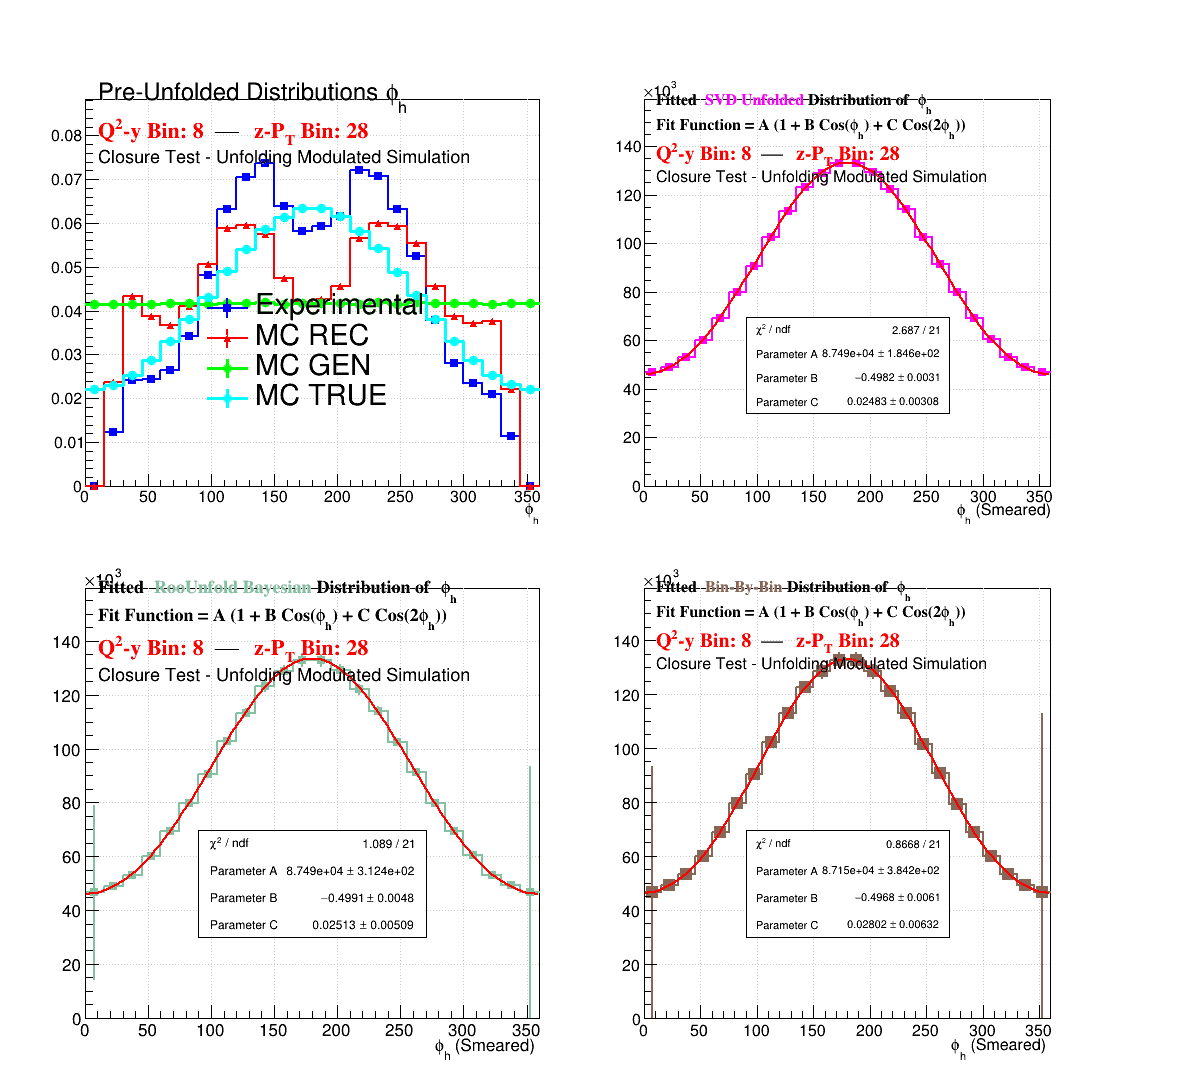 Pre-Unfolded Distributions ϕh
Q²-y Bin: 8 — z-PT Bin: 28
Closure Test - Unfolding Modulated Simulation
0.08
0.07
0.06
0.05
0.04
0.03
0.02
0.01
0
Experimental
MC REC
MC GEN
MC TRUE
0 50 100 150 200 250 300 350
ϕh
×10³
Fitted SVD Unfolded Distribution of ϕh
Fit Function = A (1 + B Cos(ϕh) + C Cos(2ϕh))
Q²-y Bin: 8 — z-PT Bin: 28
Closure Test - Unfolding Modulated Simulation
140
120
100
80
60
40
20
0
χ² / ndf 2.687 / 21
Parameter A 8.749e+04 ± 1.846e+02
Parameter B −0.4982 ± 0.0031
Parameter C 0.02483 ± 0.00308
0 50 100 150 200 250 300 350
ϕh (Smeared)
×10³
Fitted RooUnfold Bayesian Distribution of ϕh
Fit Function = A (1 + B Cos(ϕh) + C Cos(2ϕh))
Q²-y Bin: 8 — z-PT Bin: 28
Closure Test - Unfolding Modulated Simulation
140
120
100
80
60
40
20
0
χ² / ndf 1.089 / 21
Parameter A 8.749e+04 ± 3.124e+02
Parameter B −0.4991 ± 0.0048
Parameter C 0.02513 ± 0.00509
0 50 100 150 200 250 300 350
ϕh (Smeared)
×10³
Fitted Bin-By-Bin Distribution of ϕh
Fit Function = A (1 + B Cos(ϕh) + C Cos(2ϕh))
Q²-y Bin: 8 — z-PT Bin: 28
Closure Test - Unfolding Modulated Simulation
140
120
100
80
60
40
20
0
χ² / ndf 0.8668 / 21
Parameter A 8.715e+04 ± 3.842e+02
Parameter B −0.4968 ± 0.0061
Parameter C 0.02802 ± 0.00632
0 50 100 150 200 250 300 350
ϕh (Smeared)